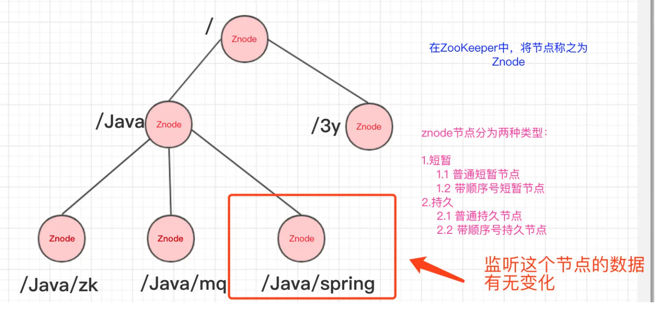 /
Znode
在ZooKeeper中，将节点称之为
Znode
/Java
Znode
/3y
Znode
znode节点分为两种类型：
1.短暂
1.1 普通短暂节点
1.2 带顺序号短暂节点
2.持久
2.1 普通持久节点
2.2 带顺序号持久节点
Znode
Znode
Znode
/Java/zk
/Java/mq
/Java/spring
监听这个节点的数据
有无变化